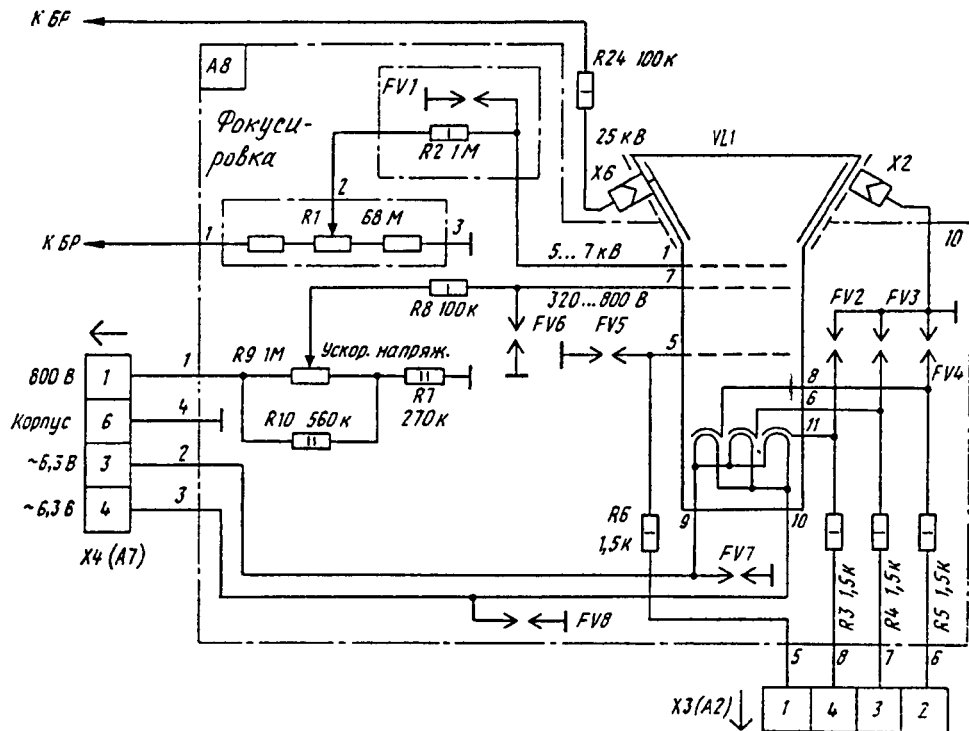 К БР
A8
Фокуси-
ровка
FV1
R2 1М
R24 100к
25 кВ
VL1
X6
X2
2
R1 68 М
1
3
К БР
1
10
5...7 кВ
7
R8 100к
320...800 В
FV6
FV5
5
FV2
FV3
FV4
1
R9 1М
Ускор. напряж.
R7
270к
R10 560к
800 В
1
Корпус
6
4
~6,3 В
3
2
~6,3 В
4
3
X4 (A7)
8
6
11
9
10
R6
1,5к
FV7
FV8
R3 1,5к
R4 1,5к
R5 1,5к
5
8
7
6
X3(A2)
1
4
3
2